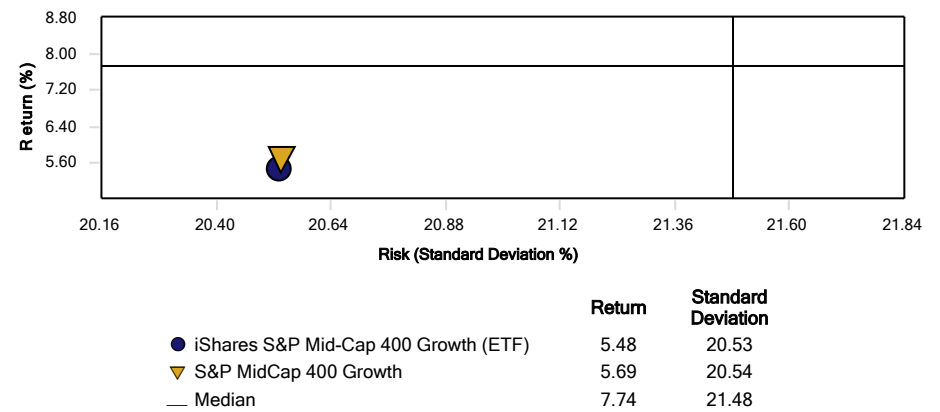 8.80
8.00
7.20
6.40
5.60
Return (%)
20.16 20.40 20.64 20.88 21.12 21.36 21.60 21.84
Risk (Standard Deviation %)
Return Standard Deviation
iShares S&P Mid-Cap 400 Growth (ETF) 5.48 20.53
S&P MidCap 400 Growth 5.69 20.54
Median 7.74 21.48